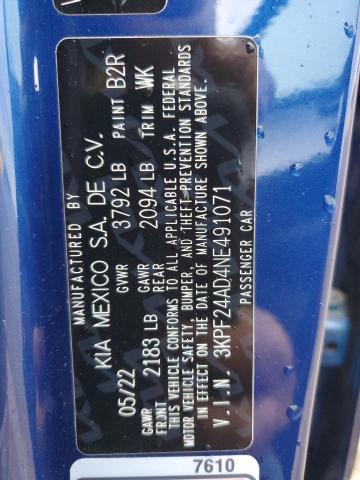 MANUFACTURED BY
KIA MEXICO S.A. DE C.V.
05/22 GVWR 3792 LB PAINT B2R
GAWR FRONT 2183 LB GAWR REAR 2094 LB TRIM WK
THIS VEHICLE CONFORMS TO ALL APPLICABLE U.S.A. FEDERAL
MOTOR VEHICLE SAFETY, BUMPER, AND THEFT-PREVENTION STANDARDS
IN EFFECT ON THE DATE OF MANUFACTURE SHOWN ABOVE.
V.I.N. 3KPF24AD4NE491071
PASSENGER CAR
7610